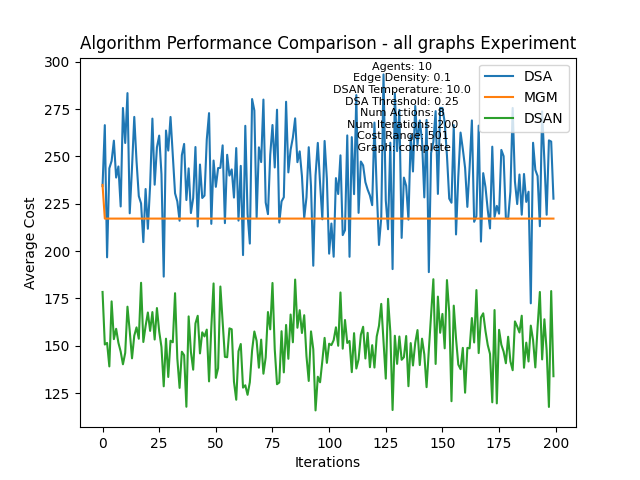 Algorithm Performance Comparison - all graphs Experiment
Agents: 10
Edge Density: 0.1
DSAN Temperature: 10.0
DSA Threshold: 0.25
Num Actions:
Num Iterations: 200
Cost Range: 501
Graph: complete
DSA
MGM
DSAN
300
275
250
225
200
175
150
125
Average Cost
0
25
50
75
100
125
150
175
200
Iterations